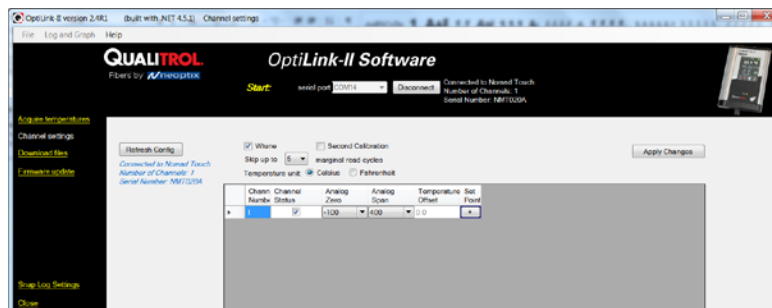 OptiLink-II version 2.4R1 (built with .NET 4.5.1) Channel settings
File Log and Graph Help
QUALITROL
Fibers by Neoptix
OptiLink-II Software
Start: serial port COM14 Disconnect
Connected to Nomad Touch
Number of Channels: 1
Serial Number: NMT020A
Acquire temperatures
Channel settings
Download files
Firmware update
Snap Log Settings
Close
Refresh Config
Connected to Nomad Touch
Number of Channels: 1
Serial Number: NMT020A
Second Calibration
Skip up to 5 marginal read cycles
Temperature unit: Celsius Fahrenheit
Apply Changes
Chann Numbe Channel Status Analog Zero Analog Span Temperature Offset Set Point
1 -100 400 0.0 +